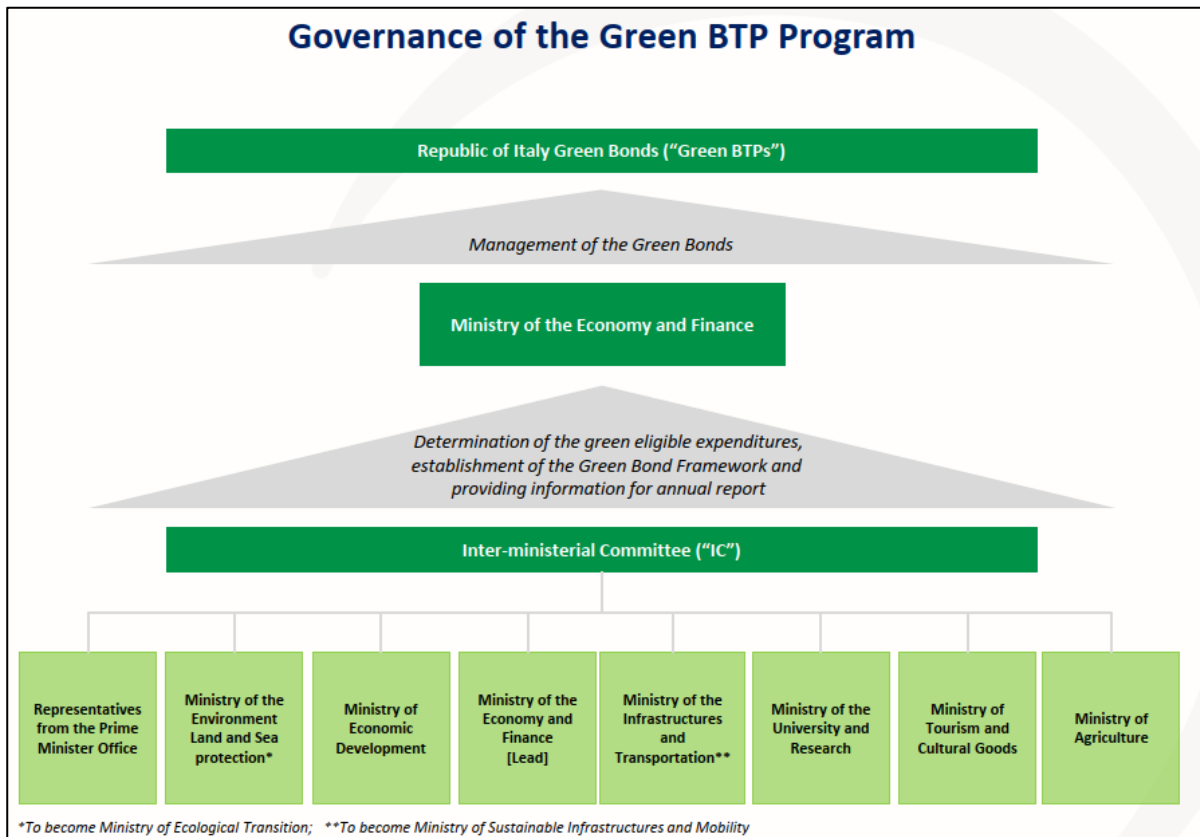 Governance of the Green BTP Program
Republic of Italy Green Bonds (“Green BTPs”)
Management of the Green Bonds
Ministry of the Economy and Finance
Determination of the green eligible expenditures,
establishment of the Green Bond Framework and
providing information for annual report
Inter-ministerial Committee (“IC”)
Representatives
from the Prime
Minister Office
Ministry of the
Environment
Land and Sea
protection*
Ministry of
Economic
Development
Ministry of the
Economy and
Finance
[Lead]
Ministry of the
Infrastructures
and
Transportation**
Ministry of the
University and
Research
Ministry of
Tourism and
Cultural Goods
Ministry of
Agriculture
*To become Ministry of Ecological Transition; **To become Ministry of Sustainable Infrastructures and Mobility